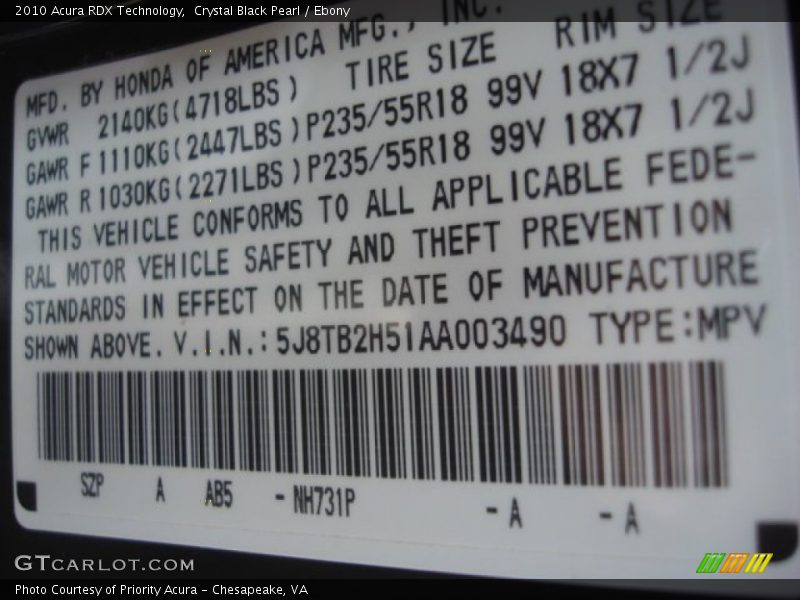 2010 Acura RDX Technology,  Crystal Black Pearl / Ebony
MFD. BY HONDA OF AMERICA MFG., INC.
GVWR 2140KG(4718LBS) TIRE SIZE RIM SIZE
GAWR F 1110KG(2447LBS)P235/55R18 99V 18X7 1/2J
GAWR R 1030KG(2271LBS)P235/55R18 99V 18X7 1/2J
THIS VEHICLE CONFORMS TO ALL APPLICABLE FEDE-
RAL MOTOR VEHICLE SAFETY AND THEFT PREVENTION
STANDARDS IN EFFECT ON THE DATE OF MANUFACTURE
SHOWN ABOVE. V.I.N.:5J8TB2H51AA003490 TYPE:MPV
SZP A AB5 -NH731P -A -A
GTCARLOT.COM
Photo Courtesy of Priority Acura – Chesapeake, VA